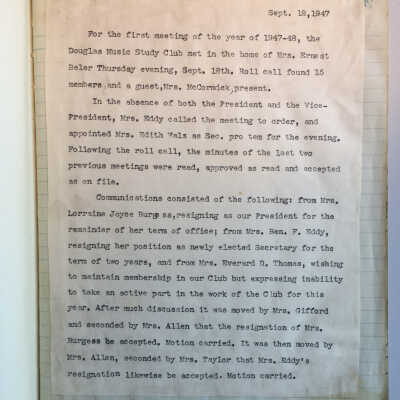 Sept. 18,1947
For the first meeting of the year of 1947-48, the
Douglas Music Study Club met in the home of Mrs. Ernest
Beler Thursday evening, Sept. 18th. Roll call found 15
members and a guest,Mrs. McCormick,present.
In the absence of both the President and the Vice-
President, Mrs. Eddy called the meeting to order, and
appointed Mrs. Edith Wals as Sec. pro tem for the evening.
Following the roll call, the minutes of the last two
previous meetings were read, approved as read and accepted
as on file.
Communications consisted of the following: from Mrs.
Lorraine Joyce Burgess,resigning as our President for the
remainder of her term of office; from Mrs. Ben. F. Eddy,
resigning her position as newly elected Secretary for the
term of two years, and from Mrs. Everard D. Thomas, wishing
to maintain membership in our Club but expressing inability
to take an active part in the work of the Club for this
year. After much discussion it was moved by Mrs. Gifford
and seconded by Mrs. Allen that the resignation of Mrs.
Burgess be accepted. Motion carried. It was then moved by
Mrs. Allen, seconded by Mrs. Taylor that Mrs. Eddy's
resignation likewise be accepted. Motion carried.